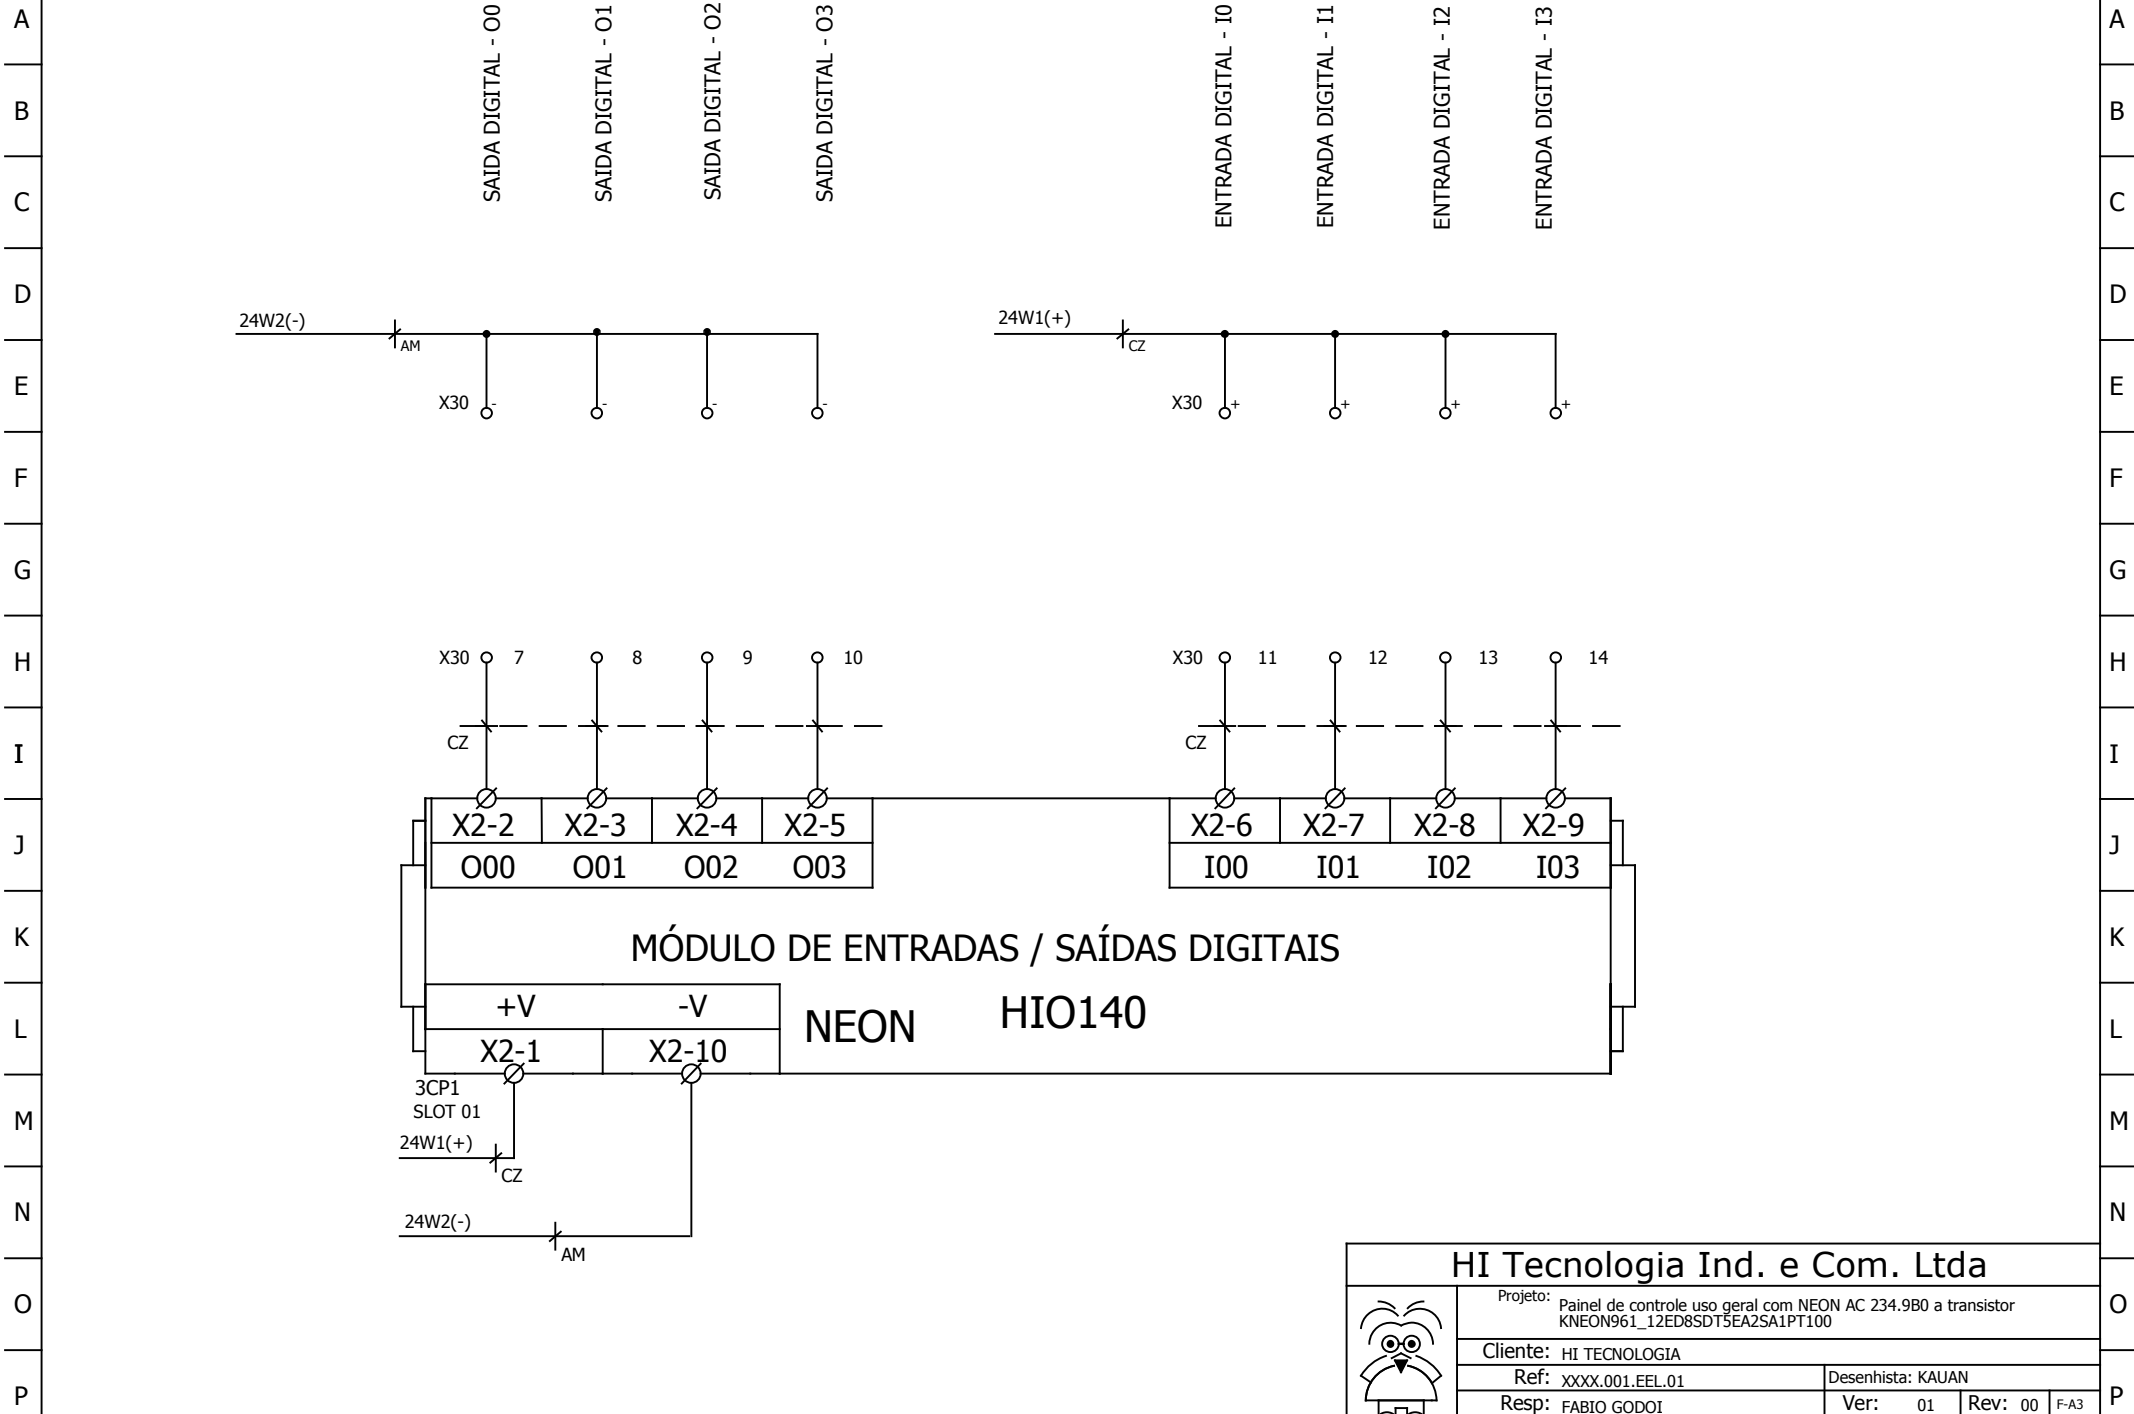 A
B
C
D
E
F
G
H
I
J
K
L
M
N
O
P
SAIDA DIGITAL - O0
SAIDA DIGITAL - O1
SAIDA DIGITAL - O2
SAIDA DIGITAL - O3
ENTRADA DIGITAL - I0
ENTRADA DIGITAL - I1
ENTRADA DIGITAL - I2
ENTRADA DIGITAL - I3
24W2(-)
AM
X30 - - - -
24W1(+)
CZ
X30 + + + +
X30 7 8 9 10
CZ
X30 11 12 13 14
CZ
X2-2 X2-3 X2-4 X2-5
O00 O01 O02 O03
X2-6 X2-7 X2-8 X2-9
I00 I01 I02 I03
MÓDULO DE ENTRADAS / SAÍDAS DIGITAIS
NEON HIO140
+V -V
X2-1 X2-10
3CP1
SLOT 01
24W1(+)
CZ
24W2(-)
AM
HI Tecnologia Ind. e Com. Ltda
Projeto: Painel de controle uso geral com NEON AC 234.9B0 a transistor
KNEON961_12ED8SDT5EA2SA1PT100
Cliente: HI TECNOLOGIA
Ref: XXXX.001.EEL.01 Desenhista: KAUAN
Resp: FABIO GODOI Ver: 01 Rev: 00 F-A3
A
B
C
D
E
F
G
H
I
J
K
L
M
N
O
P